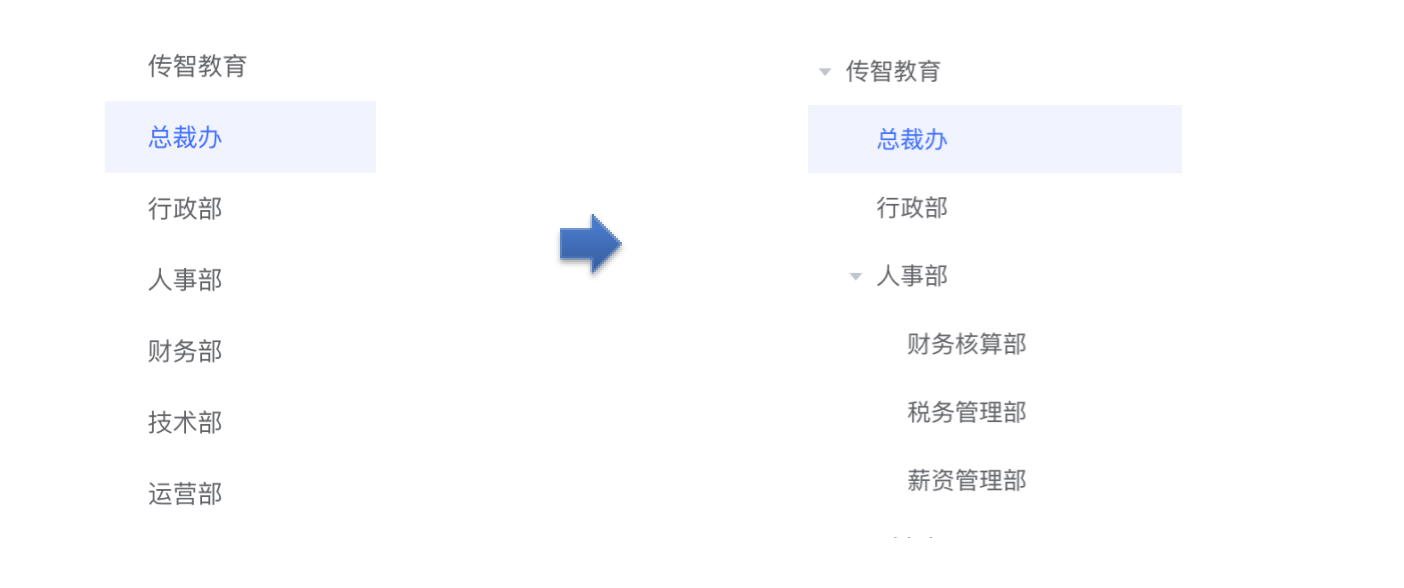 传智教育
总裁办
行政部
人事部
财务部
技术部
运营部
传智教育
总裁办
行政部
人事部
财务核算部
税务管理部
薪资管理部